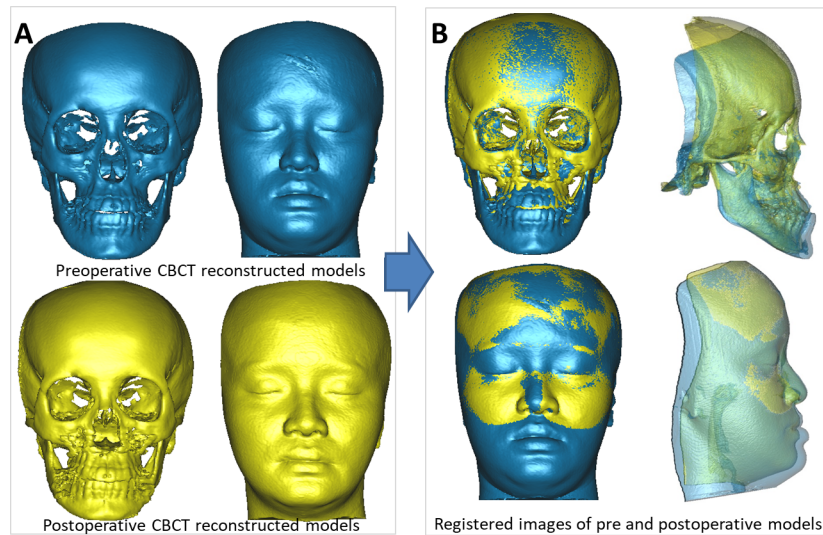 A
B
Preoperative CBCT reconstructed models
Postoperative CBCT reconstructed models
Registered images of pre and postoperative models